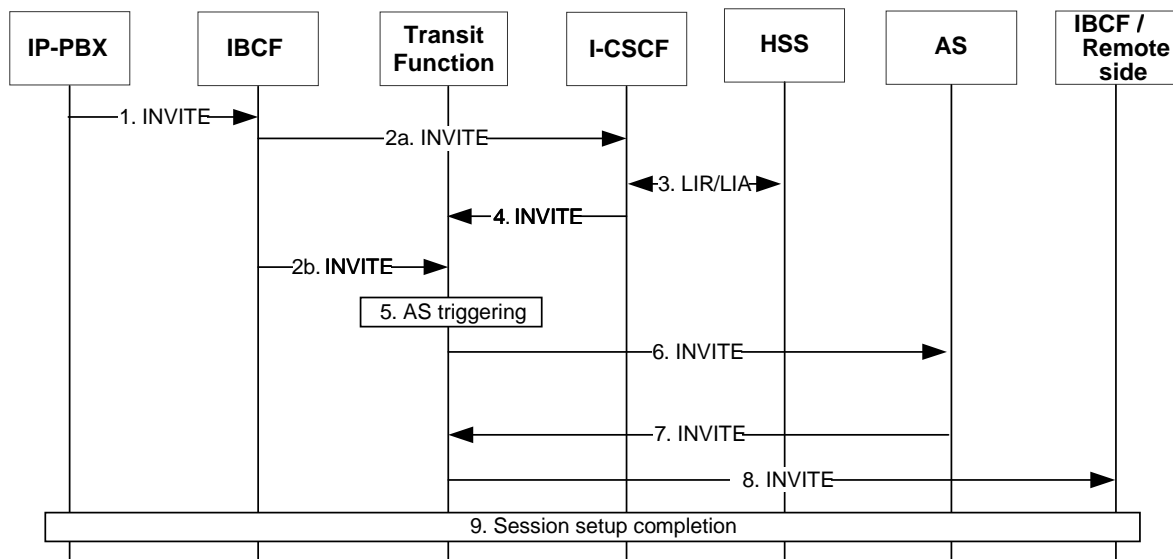 IP-PBX
IBCF
Transit
Function
I-CSCF
HSS
AS
IBCF /
Remote
side
1. INVITE
2a. INVITE
3. LIR/LIA
4. INVITE
2b. INVITE
5. AS triggering
6. INVITE
7. INVITE
8. INVITE
9. Session setup completion